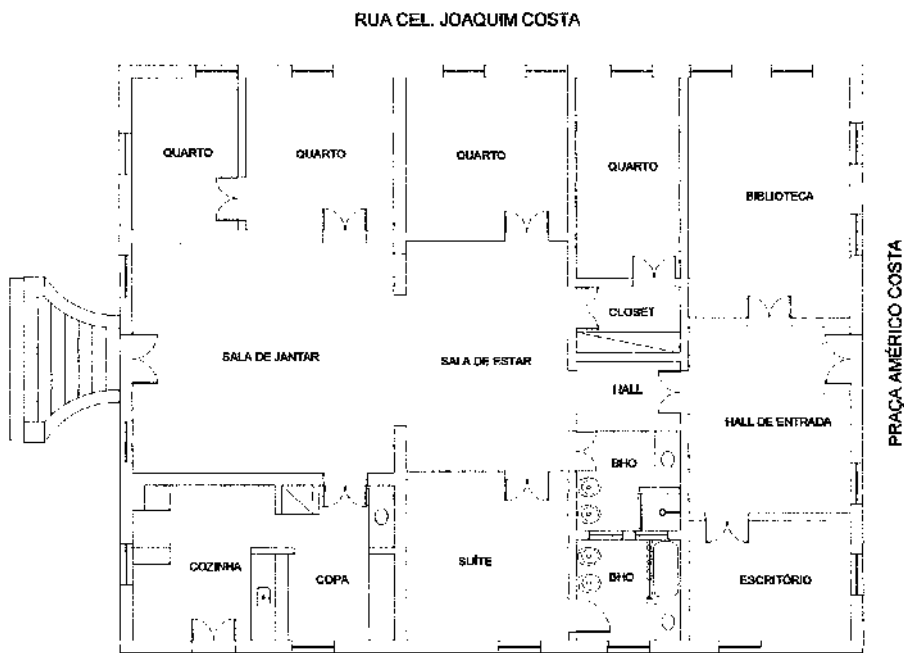 RUA CEL. JOAQUIM COSTA
QUARTO
QUARTO
QUARTO
QUARTO
BIBLIOTECA
CLOSET
SALA DE JANTAR
SALA DE ESTAR
HALL
HALL DE ENTRADA
PRAÇA AMÉRICO COSTA
BHO
COZINHA
COPA
SUÍTE
BHO
ESCRITÓRIO